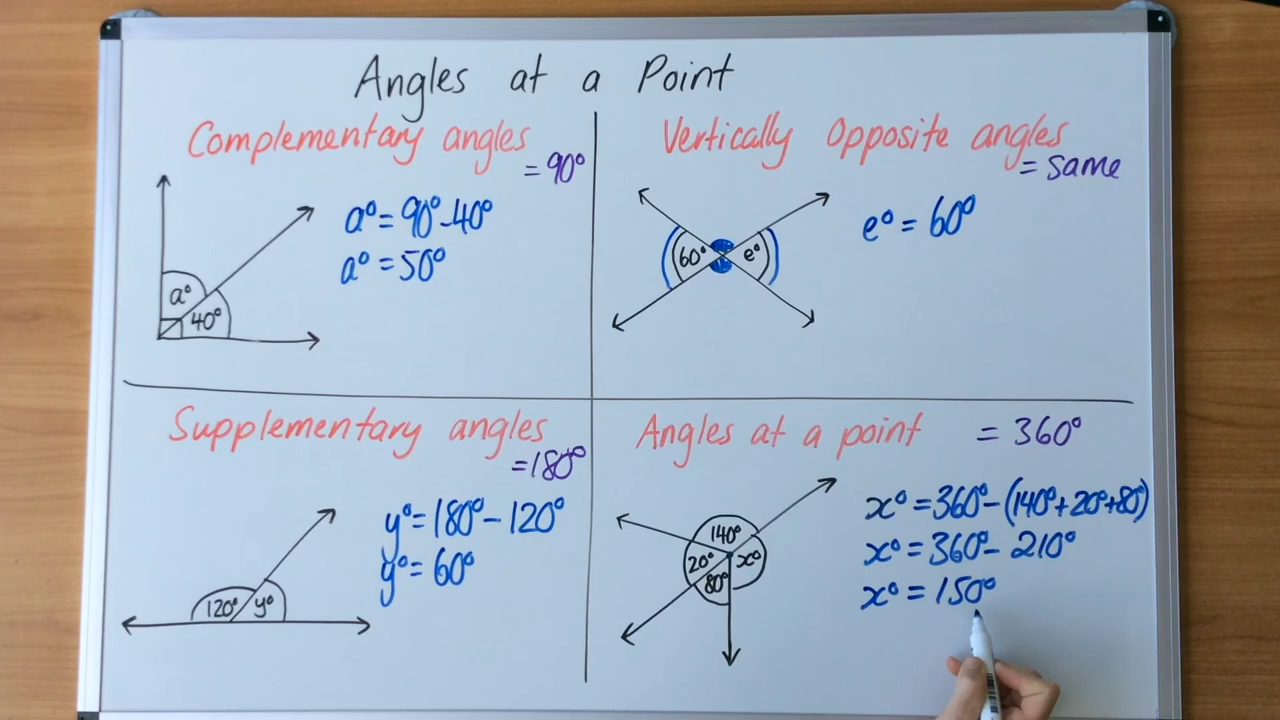 Angles at a Point
Complementary angles
= 90°
a° = 90° - 40°
a° = 50°
a°
40°
Vertically Opposite angles
= same
e° = 60°
60°
e°
Supplementary angles
= 180°
y° = 180° - 120°
y° = 60°
120°
y°
Angles at a point = 360°
x° = 360° - (140° + 20° + 80°)
x° = 360° - 210°
x° = 150°
140°
20°
x°
80°